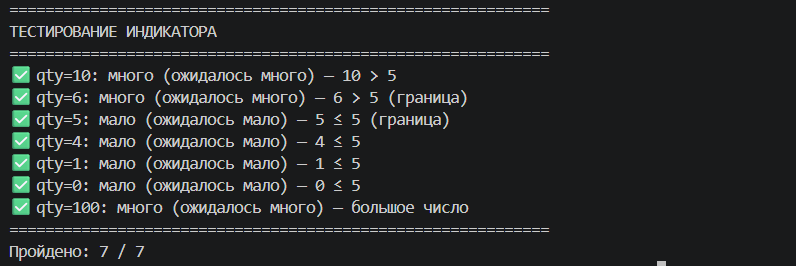 ============================================================
ТЕСТИРОВАНИЕ ИНДИКАТОРА
============================================================
✅ qty=10: много (ожидалось много) — 10 > 5
✅ qty=6: много (ожидалось много) — 6 > 5 (граница)
✅ qty=5: мало (ожидалось мало) — 5 ≤ 5 (граница)
✅ qty=4: мало (ожидалось мало) — 4 ≤ 5
✅ qty=1: мало (ожидалось мало) — 1 ≤ 5
✅ qty=0: мало (ожидалось мало) — 0 ≤ 5
✅ qty=100: много (ожидалось много) — большое число
============================================================
Пройдено: 7 / 7